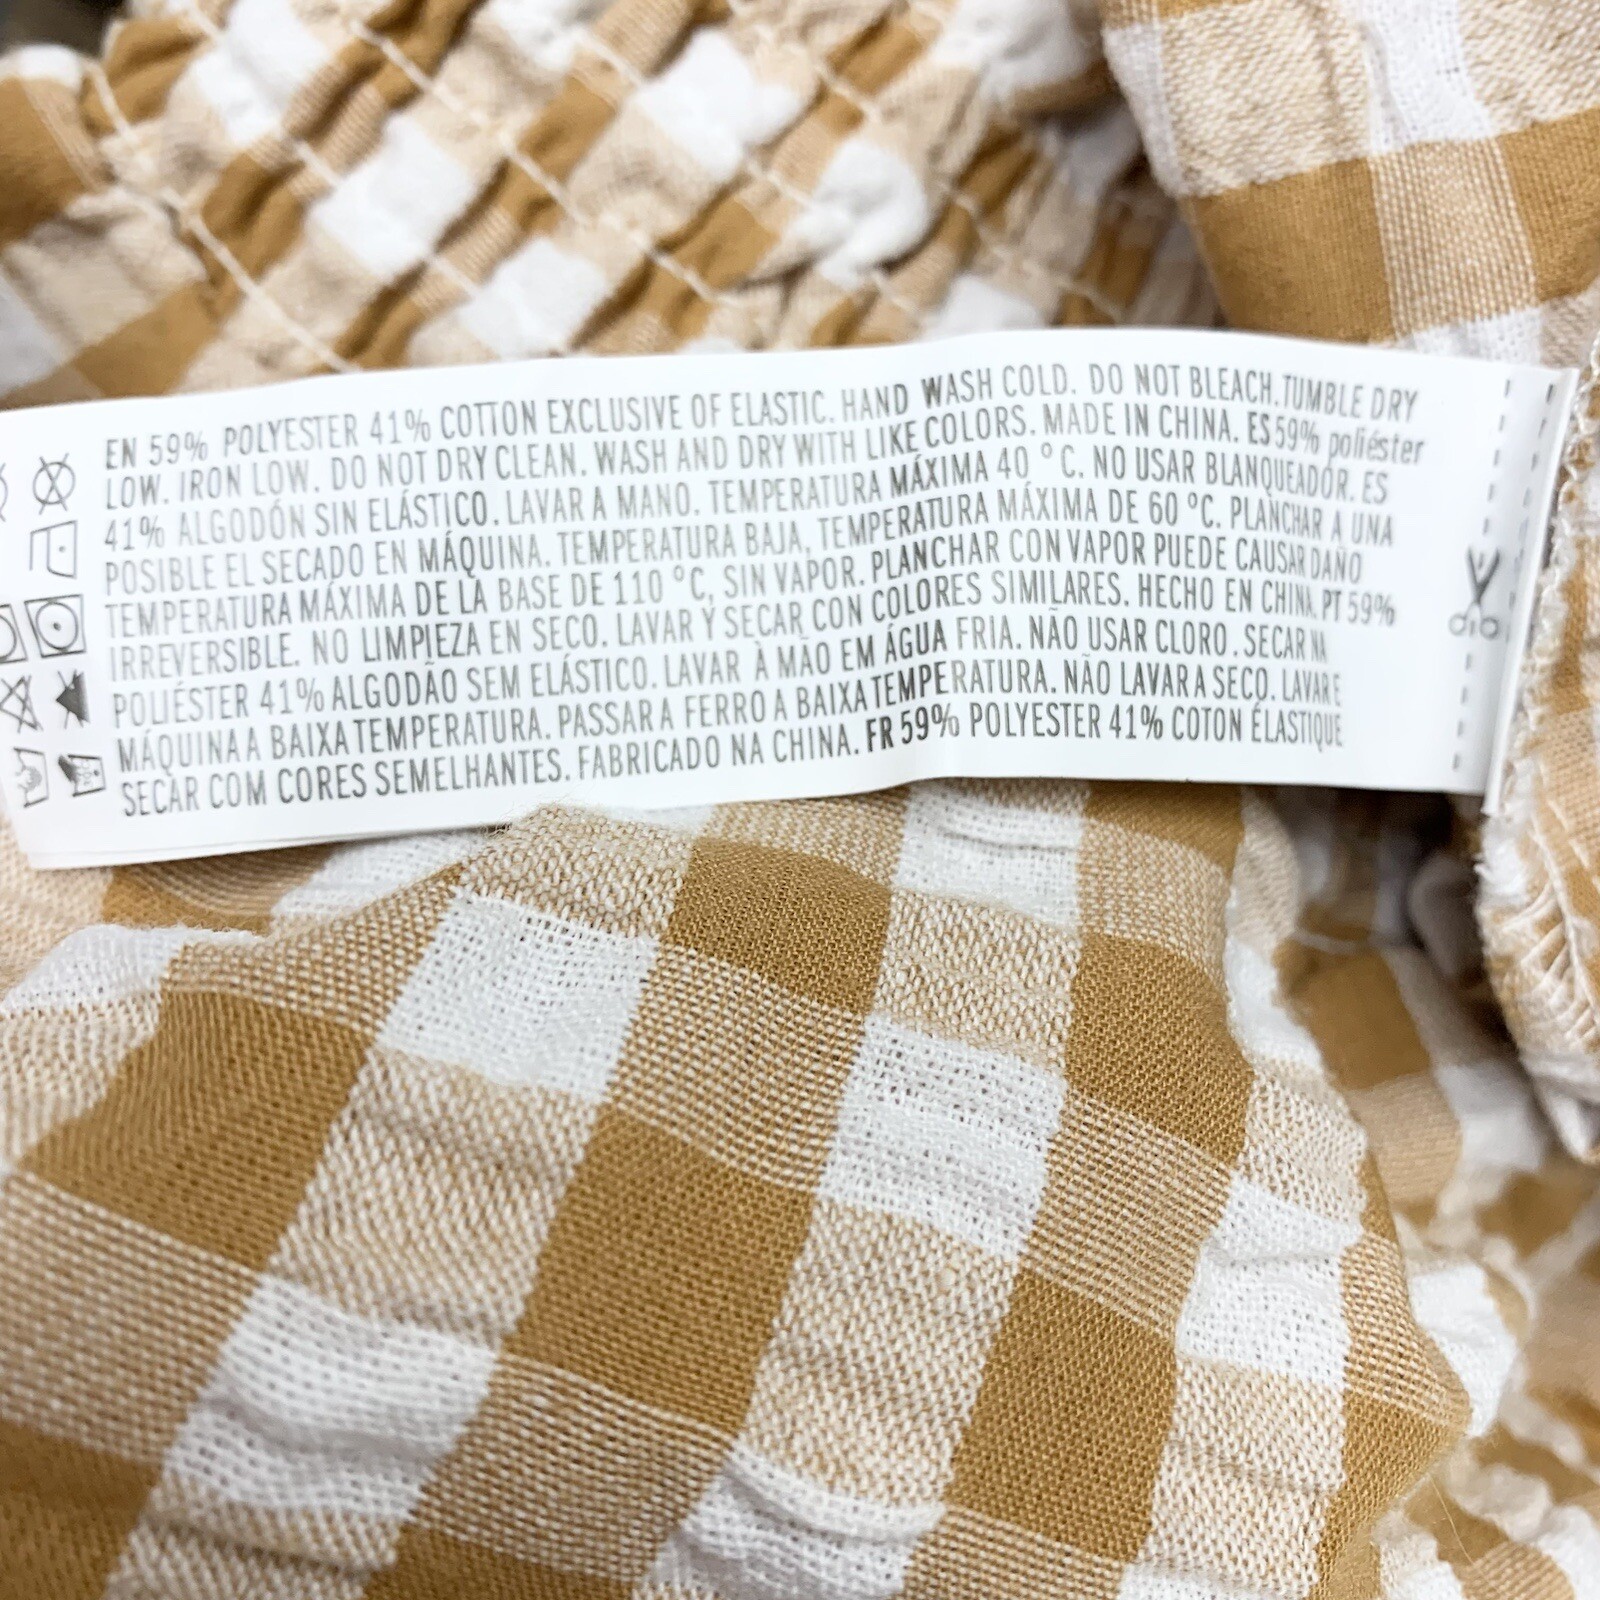 EN 59% POLYESTER 41% COTTON EXCLUSIVE OF ELASTIC. HAND WASH COLD. DO NOT BLEACH. TUMBLE DRY
LOW. IRON LOW. DO NOT DRY CLEAN. WASH AND DRY WITH LIKE COLORS. MADE IN CHINA. ES 59% poliéster
41% ALGODÓN SIN ELÁSTICO. LAVAR A MANO. TEMPERATURA MÁXIMA 40 °C. NO USAR BLANQUEADOR. ES
POSIBLE EL SECADO EN MÁQUINA. TEMPERATURA BAJA, TEMPERATURA MÁXIMA DE 60 °C. PLANCHAR A UNA
TEMPERATURA MÁXIMA DE LA BASE DE 110 °C, SIN VAPOR. PLANCHAR CON VAPOR PUEDE CAUSAR DAÑO
IRREVERSIBLE. NO LIMPIEZA EN SECO. LAVAR Y SECAR CON COLORES SIMILARES. HECHO EN CHINA. PT 59%
POLIÉSTER 41% ALGODÃO SEM ELÁSTICO. LAVAR À MÃO EM ÁGUA FRIA. NÃO USAR CLORO. SECAR NA
MÁQUINA A BAIXA TEMPERATURA. PASSAR A FERRO A BAIXA TEMPERATURA. NÃO LAVAR A SECO. LAVAR E
SECAR COM CORES SEMELHANTES. FABRICADO NA CHINA. FR 59% POLYESTER 41% COTON ÉLASTIQUE